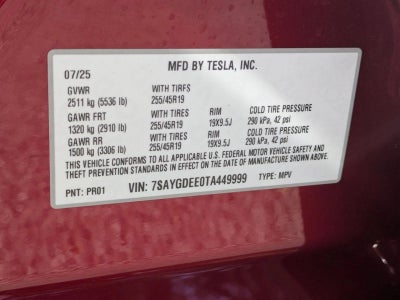 MFD BY TESLA, INC.
07/25
GVWR WITH TIRES
2511 kg (5536 lb) 255/45R19
GAWR FRT WITH TIRES RIM COLD TIRE PRESSURE
1320 kg (2910 lb) 255/45R19 19X9.5J 290 kPa, 42 psi
GAWR RR WITH TIRES RIM COLD TIRE PRESSURE
1500 kg (3306 lb) 255/45R19 19X9.5J 290 kPa, 42 psi
THIS VEHICLE CONFORMS TO ALL APPLICABLE U.S. FEDERAL MOTOR VEHICLE SAFETY AND
THEFT PREVENTION STANDARDS IN EFFECT ON THE DATE OF MANUFACTURE SHOWN ABOVE.
PNT: PR01 VIN: 7SAYGDEE0TA449999 TYPE: MPV